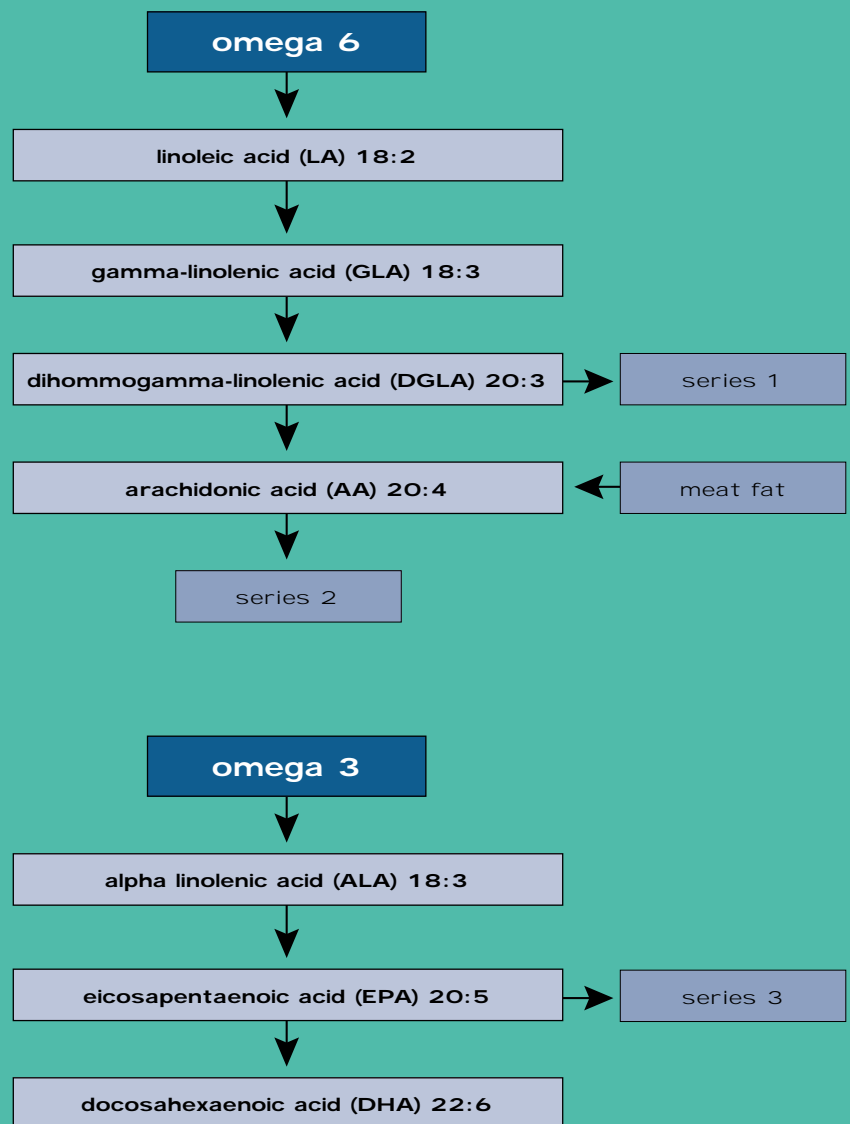 omega 6
linoleic acid (LA) 18:2
gamma-linolenic acid (GLA) 18:3
dihommogamma-linolenic acid (DGLA) 20:3
series 1
arachidonic acid (AA) 20:4
meat fat
series 2
omega 3
alpha linolenic acid (ALA) 18:3
eicosapentaenoic acid (EPA) 20:5
series 3
docosahexaenoic acid (DHA) 22:6